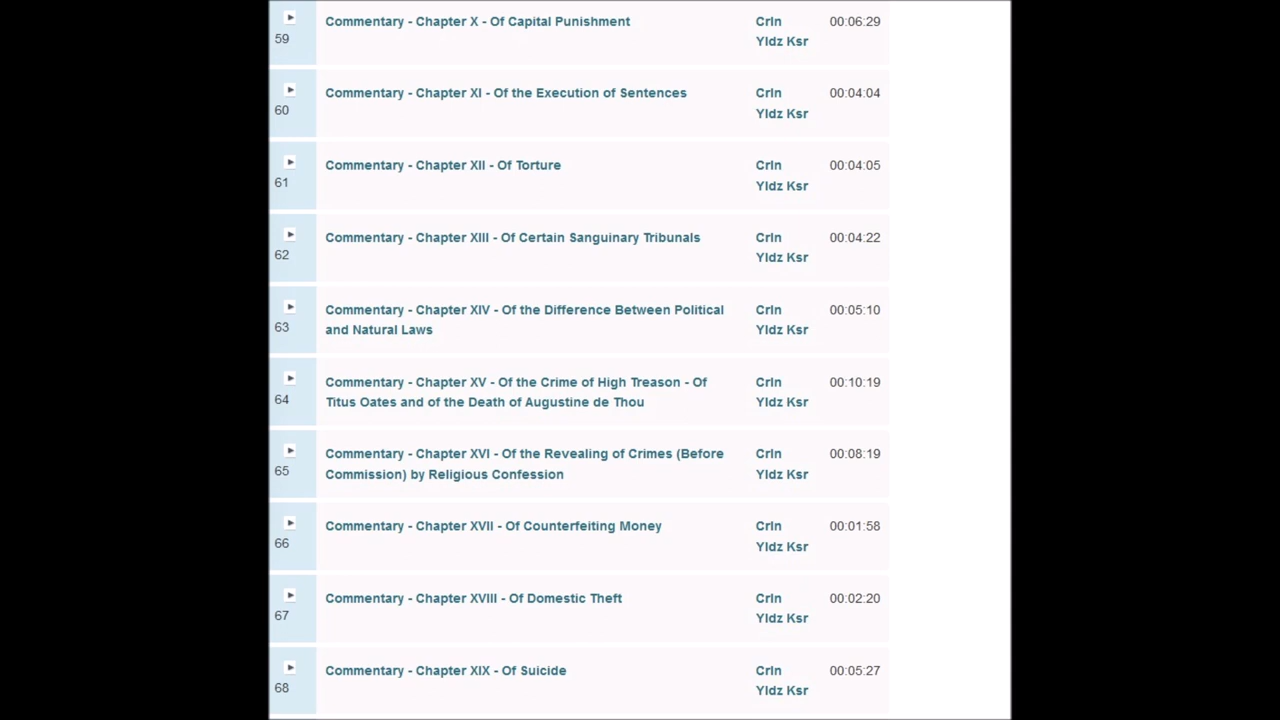 59 Commentary - Chapter X - Of Capital Punishment Crln 00:06:29
Yldz Ksr
60 Commentary - Chapter XI - Of the Execution of Sentences Crln 00:04:04
Yldz Ksr
61 Commentary - Chapter XII - Of Torture Crln 00:04:05
Yldz Ksr
62 Commentary - Chapter XIII - Of Certain Sanguinary Tribunals Crln 00:04:22
Yldz Ksr
63 Commentary - Chapter XIV - Of the Difference Between Political Crln 00:05:10
and Natural Laws Yldz Ksr
64 Commentary - Chapter XV - Of the Crime of High Treason - Of Crln 00:10:19
Titus Oates and of the Death of Augustine de Thou Yldz Ksr
65 Commentary - Chapter XVI - Of the Revealing of Crimes (Before Crln 00:08:19
Commission) by Religious Confession Yldz Ksr
66 Commentary - Chapter XVII - Of Counterfeiting Money Crln 00:01:58
Yldz Ksr
67 Commentary - Chapter XVIII - Of Domestic Theft Crln 00:02:20
Yldz Ksr
68 Commentary - Chapter XIX - Of Suicide Crln 00:05:27
Yldz Ksr